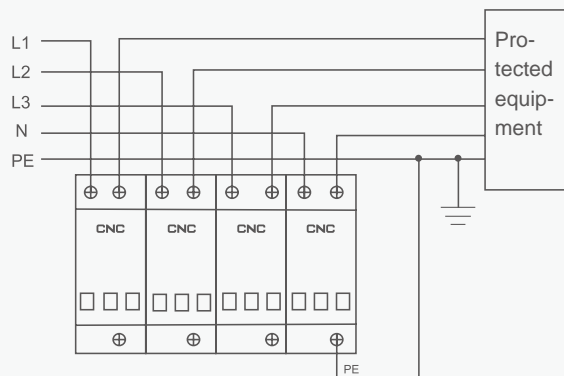 L1
L2
L3
N
PE
Pro-
tected
equip-
ment
CNC CNC CNC CNC
PE